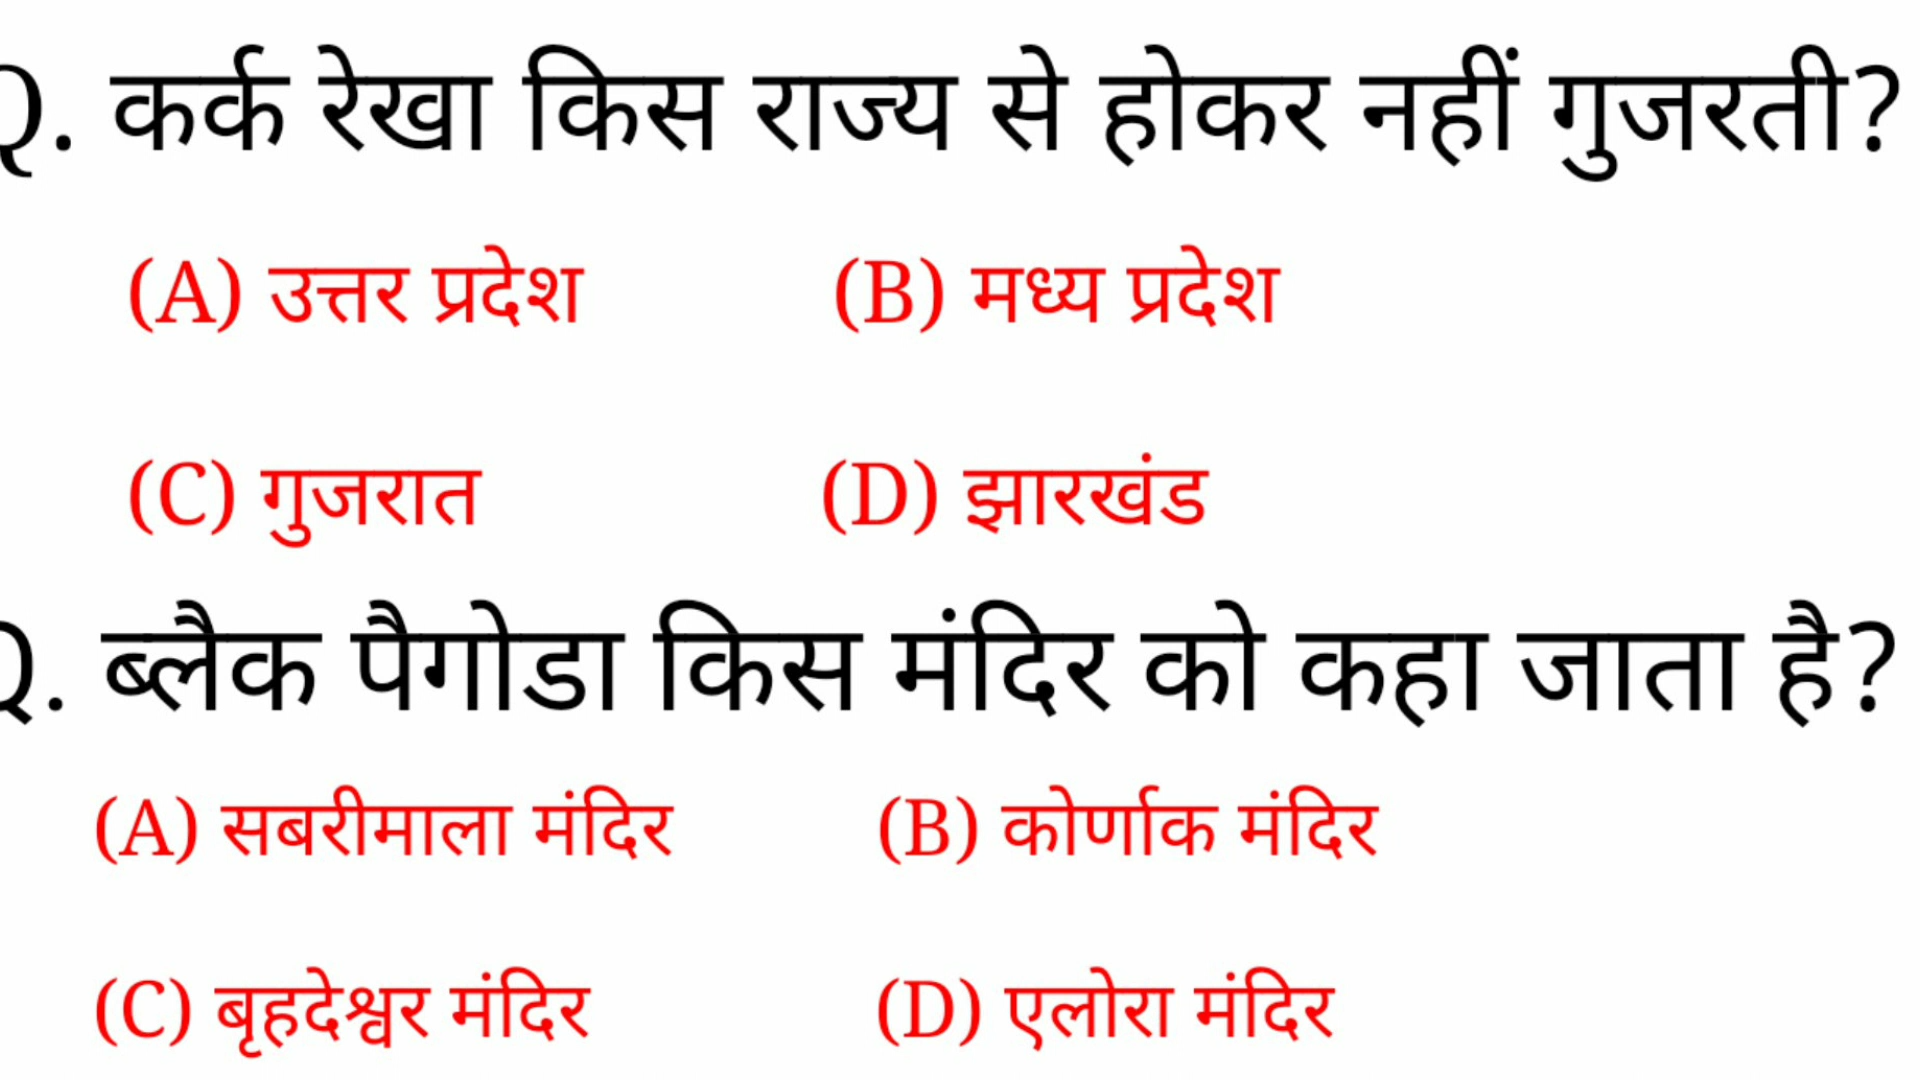 Q. कर्क रेखा किस राज्य से होकर नहीं गुजरती?
(A) उत्तर प्रदेश (B) मध्य प्रदेश
(C) गुजरात (D) झारखंड
Q. ब्लैक पैगोडा किस मंदिर को कहा जाता है?
(A) सबरीमाला मंदिर (B) कोर्णाक मंदिर
(C) बृहदेश्वर मंदिर (D) एलोरा मंदिर